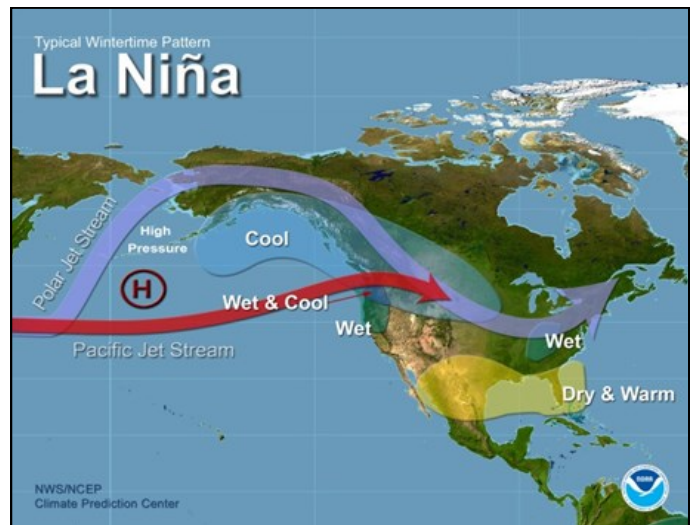 Typical Wintertime Pattern
La Niña
Polar Jet Stream
High
Pressure
H
Cool
Wet & Cool
Wet
Wet
Pacific Jet Stream
Dry & Warm
NWS/NCEP
Climate Prediction Center
noaa